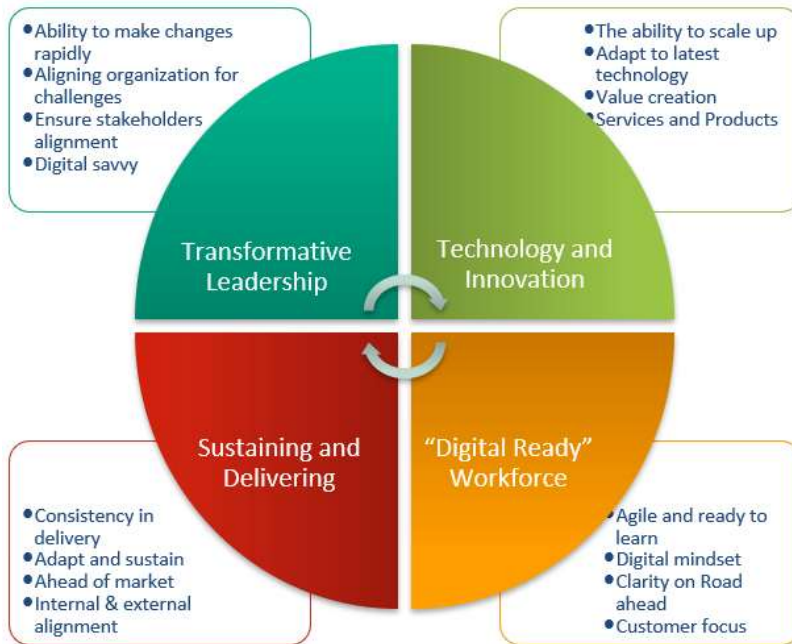 •Ability to make changes
rapidly
•Aligning organization for
challenges
•Ensure stakeholders
alignment
•Digital savvy
•The ability to scale up
•Adapt to latest
technology
•Value creation
•Services and Products
Transformative
Leadership
Technology and
Innovation
Sustaining and
Delivering
“Digital Ready”
Workforce
•Consistency in
delivery
•Adapt and sustain
•Ahead of market
•Internal & external
alignment
•Agile and ready to
learn
•Digital mindset
•Clarity on Road
ahead
•Customer focus